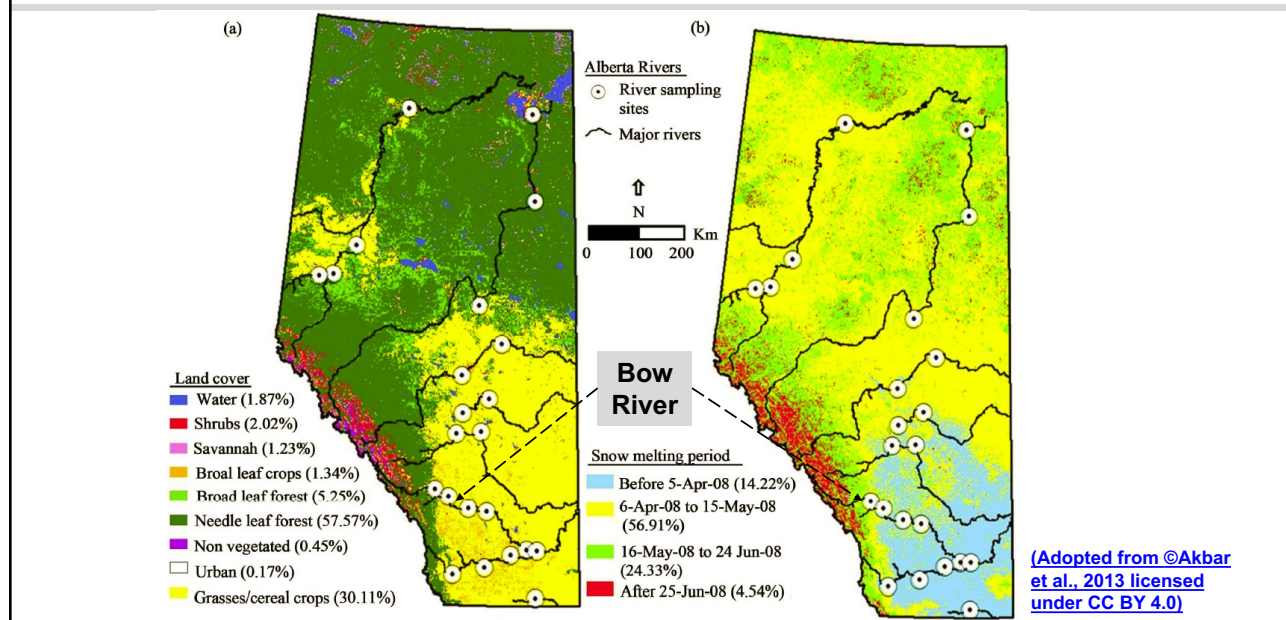 (a)
(b)
Alberta Rivers
River sampling
sites
Major rivers
N
Km
0 100 200
Bow
River
Land cover
Water (1.87%)
Shrubs (2.02%)
Savannah (1.23%)
Broal leaf crops (1.34%)
Broad leaf forest (5.25%)
Needle leaf forest (57.57%)
Non vegetated (0.45%)
Urban (0.17%)
Grasses/cereal crops (30.11%)
Snow melting period
Before 5-Apr-08 (14.22%)
6-Apr-08 to 15-May-08
(56.91%)
16-May-08 to 24 Jun-08
(24.33%)
After 25-Jun-08 (4.54%)
(Adopted from ©Akbar
et al., 2013 licensed
under CC BY 4.0)